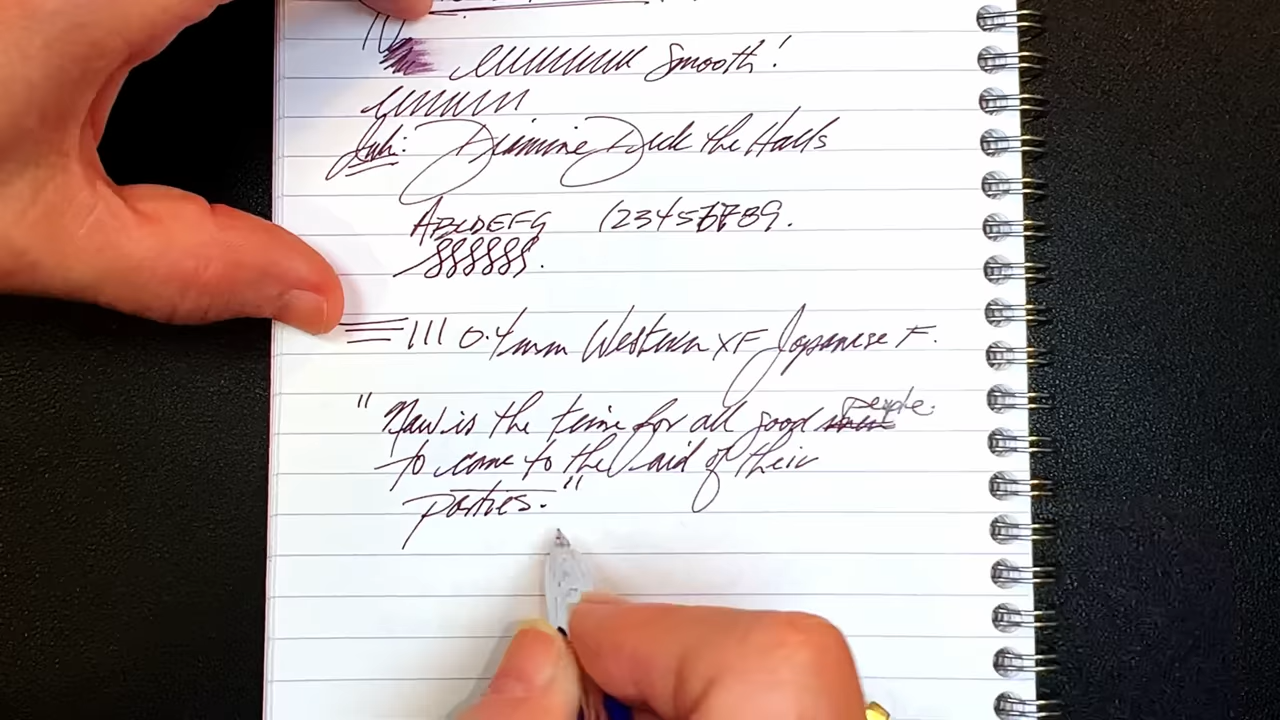 Smooth!
Ink: Diamine Deck the Halls
ABCDEFG 123456789.
0.4mm Western XF Japanese F.
"Now is the time for all good men people.
to come to the aid of their
parties."